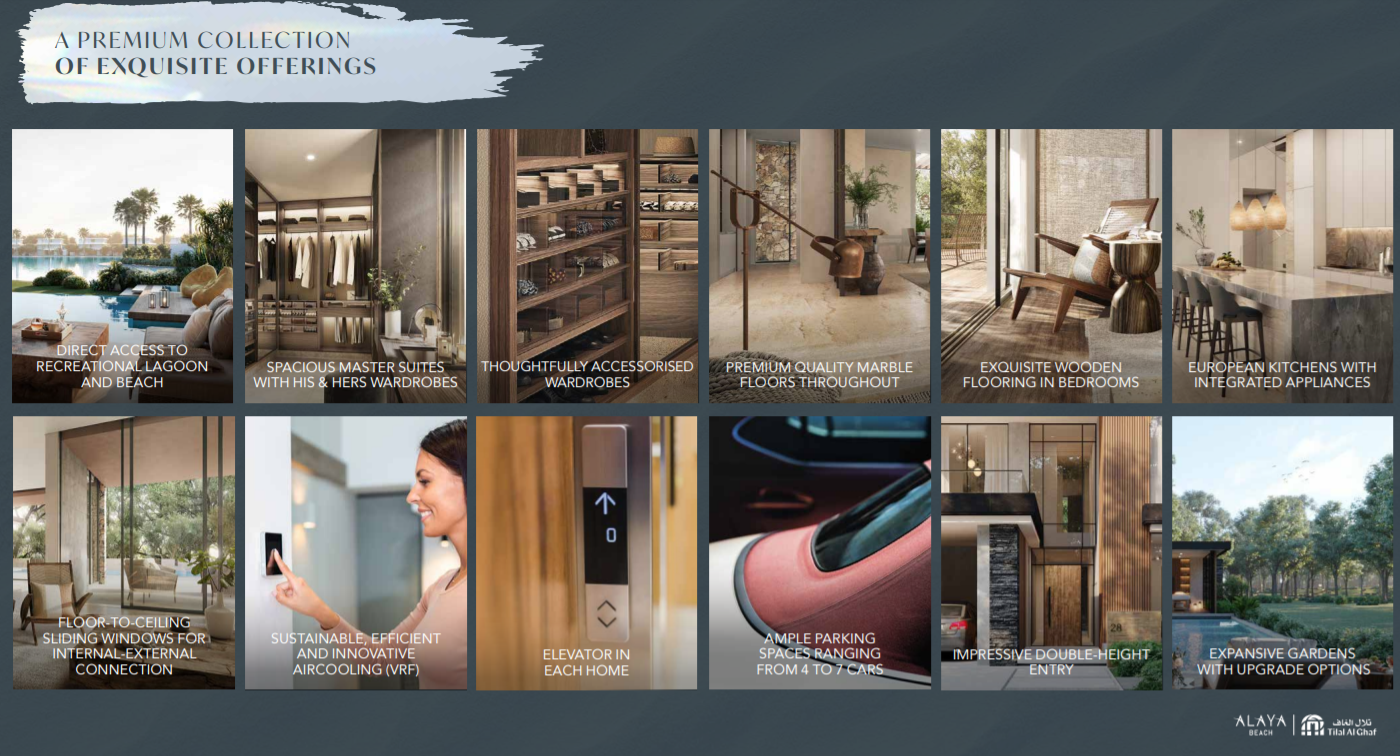 A PREMIUM COLLECTION
OF EXQUISITE OFFERINGS
DIRECT ACCESS TO
RECREATIONAL LAGOON
AND BEACH
SPACIOUS MASTER SUITES
WITH HIS & HERS WARDROBES
THOUGHTFULLY ACCESSORISED
WARDROBES
PREMIUM QUALITY MARBLE
FLOORS THROUGHOUT
EXQUISITE WOODEN
FLOORING IN BEDROOMS
EUROPEAN KITCHENS WITH
INTEGRATED APPLIANCES
FLOOR-TO-CEILING
SLIDING WINDOWS FOR
INTERNAL-EXTERNAL
CONNECTION
SUSTAINABLE, EFFICIENT
AND INNOVATIVE
AIRCOOLING (VRF)
0
ELEVATOR IN
EACH HOME
AMPLE PARKING
SPACES RANGING
FROM 4 TO 7 CARS
28
IMPRESSIVE DOUBLE-HEIGHT
ENTRY
EXPANSIVE GARDENS
WITH UPGRADE OPTIONS
ALAYA
BEACH
تلال الغاف
Tilal Al Ghaf